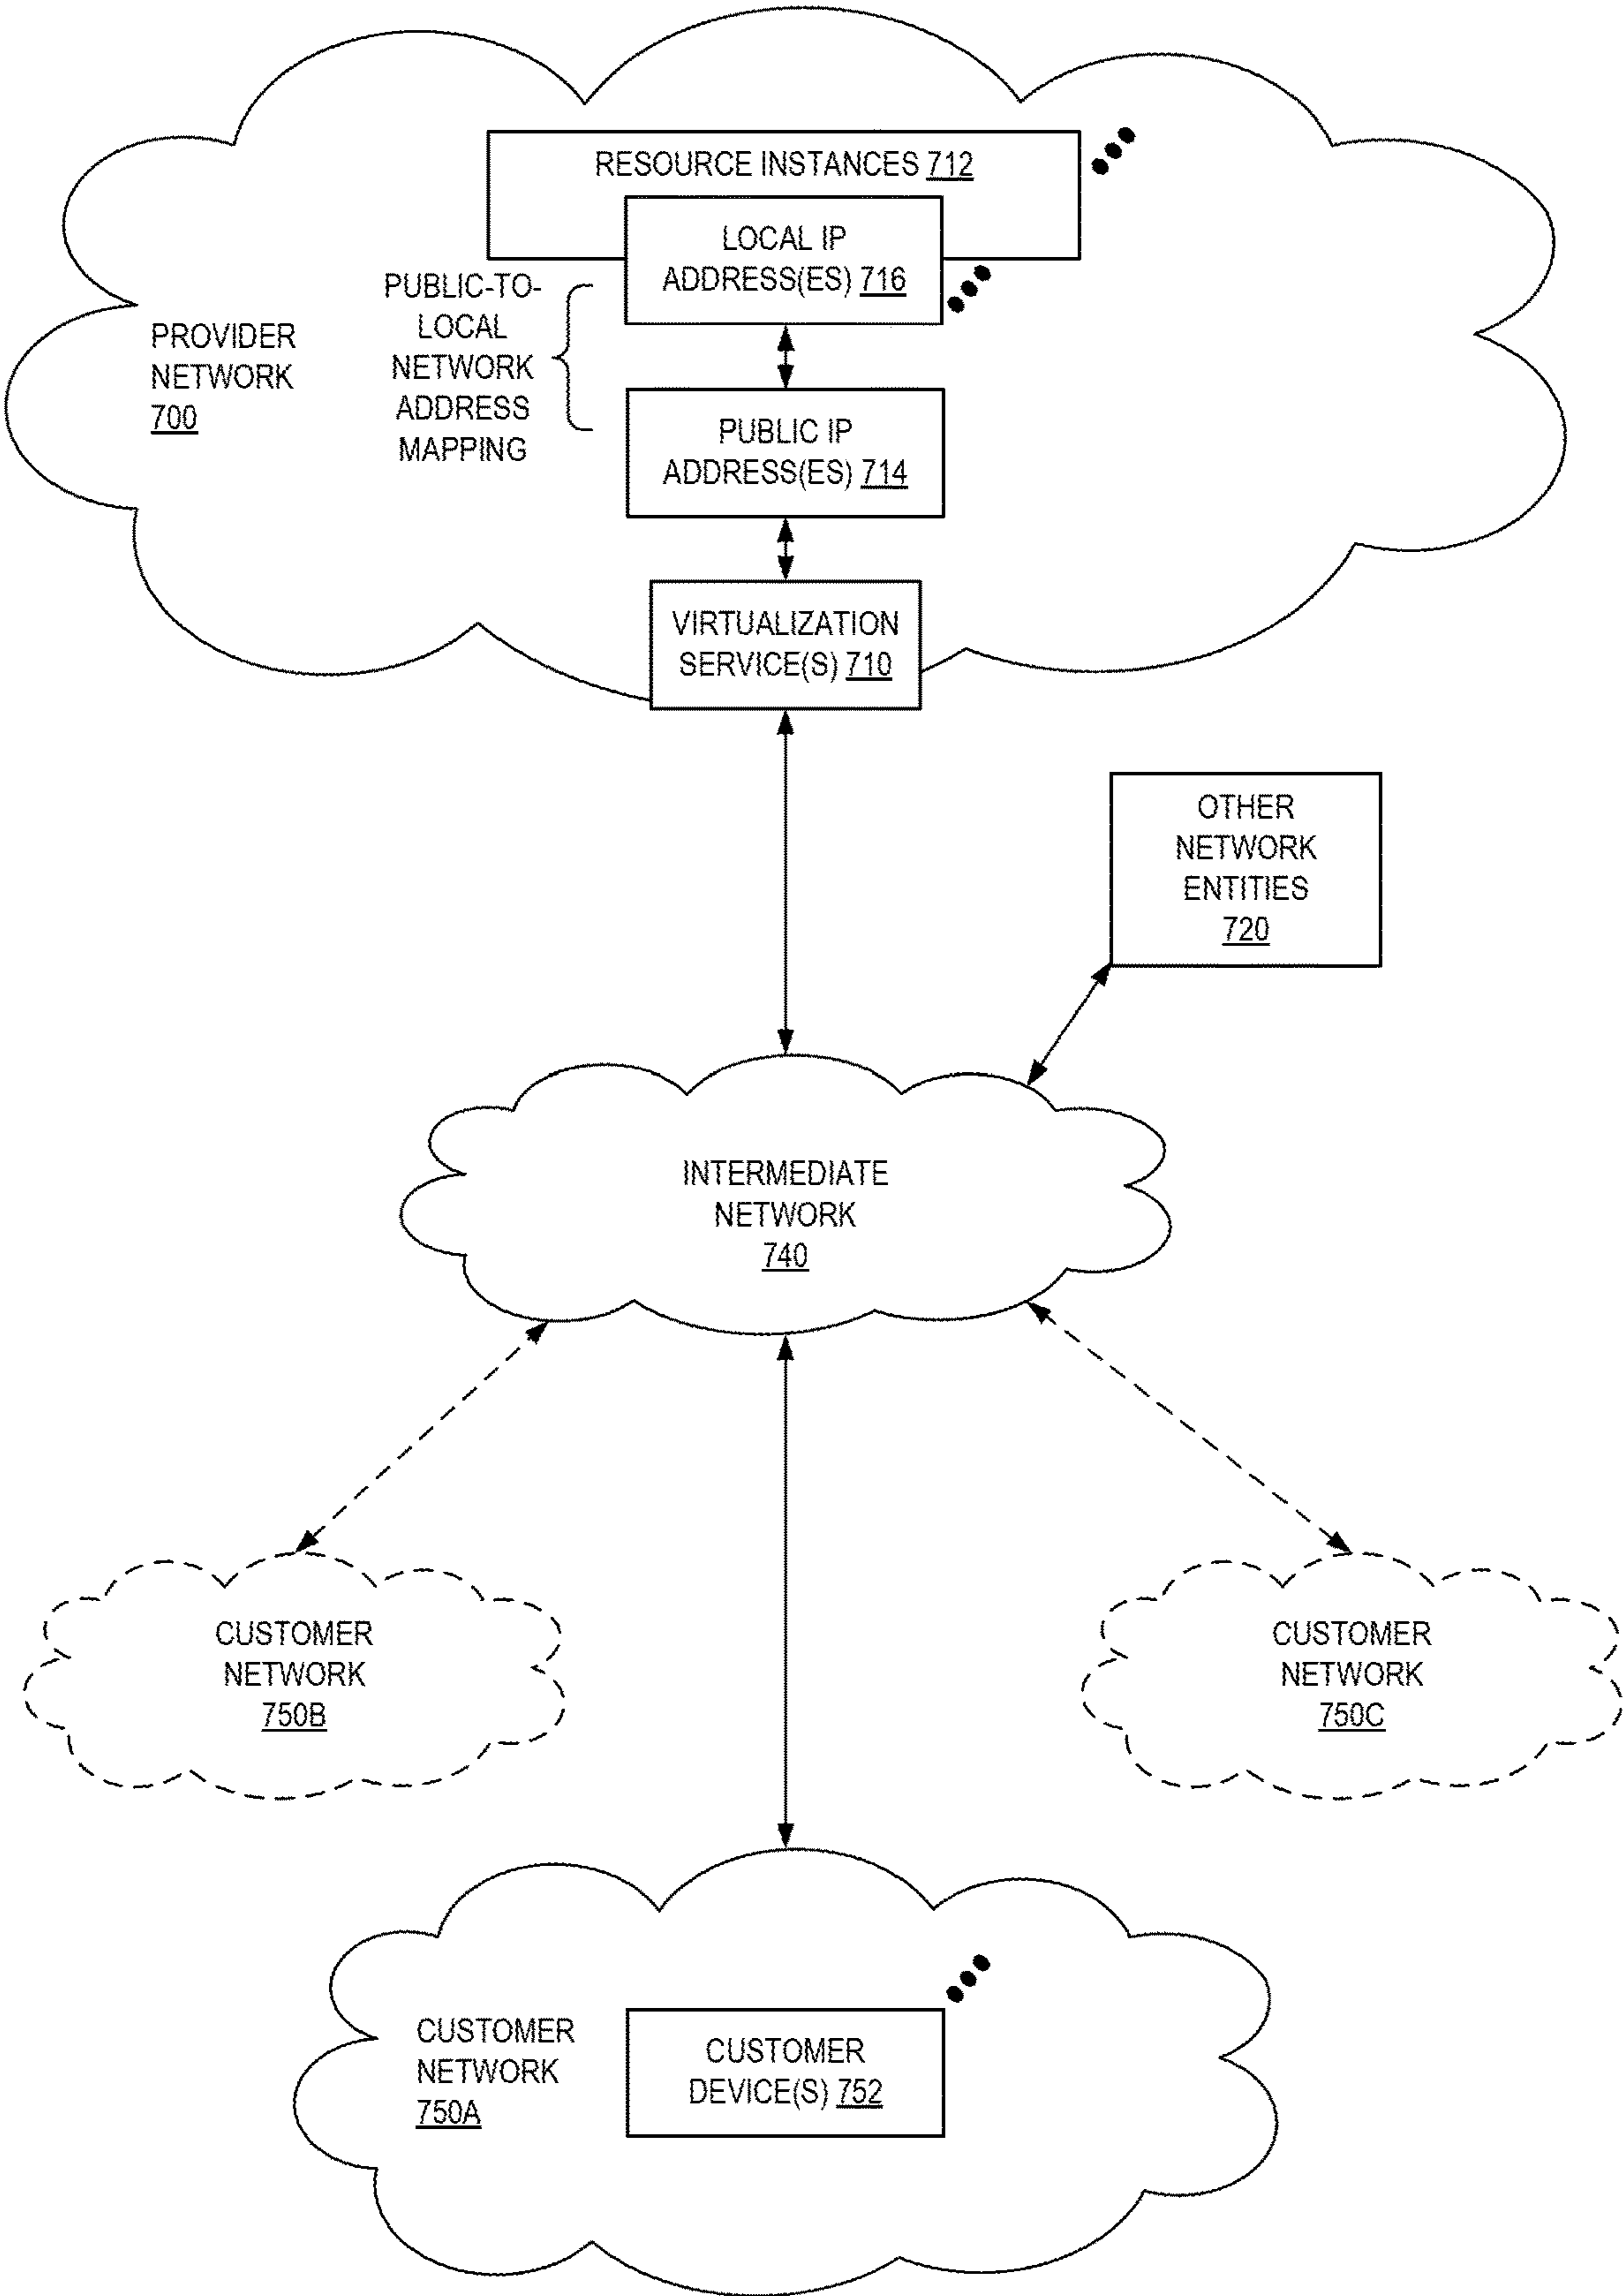 RESOURCE INSTANCES 712
LOCAL IP
ADDRESS(ES) 716
PUBLIC-TO-
LOCAL
NETWORK
ADDRESS
MAPPING
PROVIDER
NETWORK
700
PUBLIC IP
ADDRESS(ES) 714
VIRTUALIZATION
SERVICE(S) 710
OTHER
NETWORK
ENTITIES
720
INTERMEDIATE
NETWORK
740
CUSTOMER
NETWORK
750B
CUSTOMER
NETWORK
750C
CUSTOMER
NETWORK
750A
CUSTOMER
DEVICE(S) 752